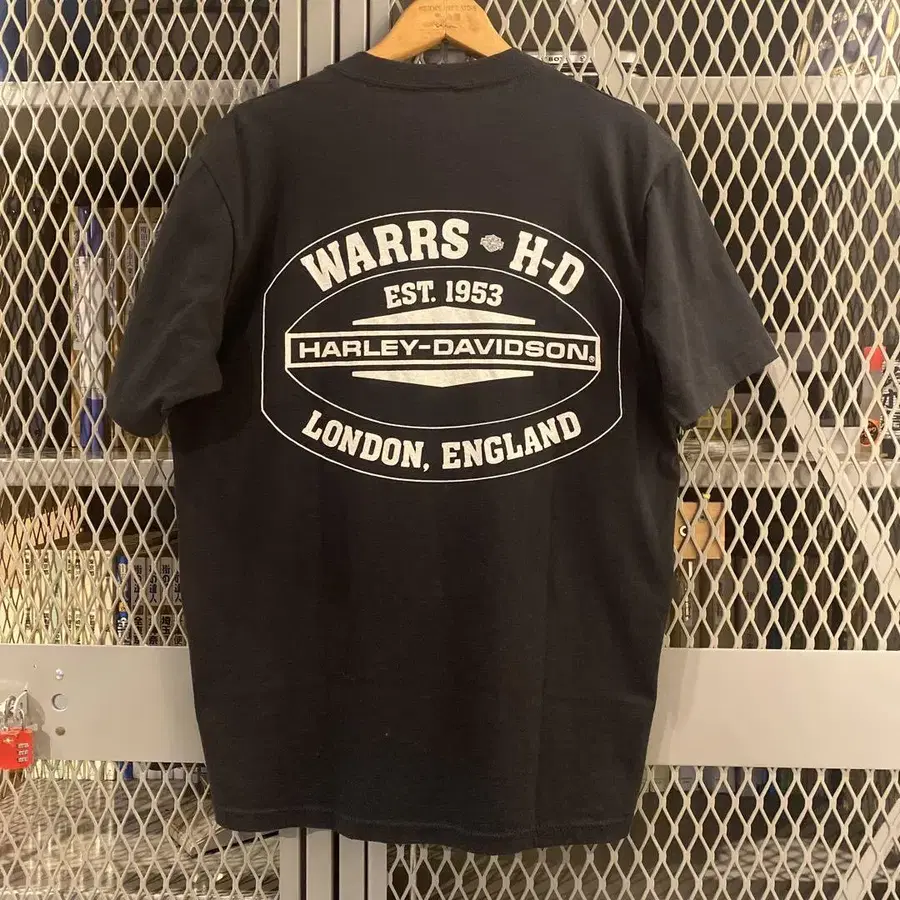 WARRS H-D
EST. 1953
HARLEY-DAVIDSON®
LONDON, ENGLAND